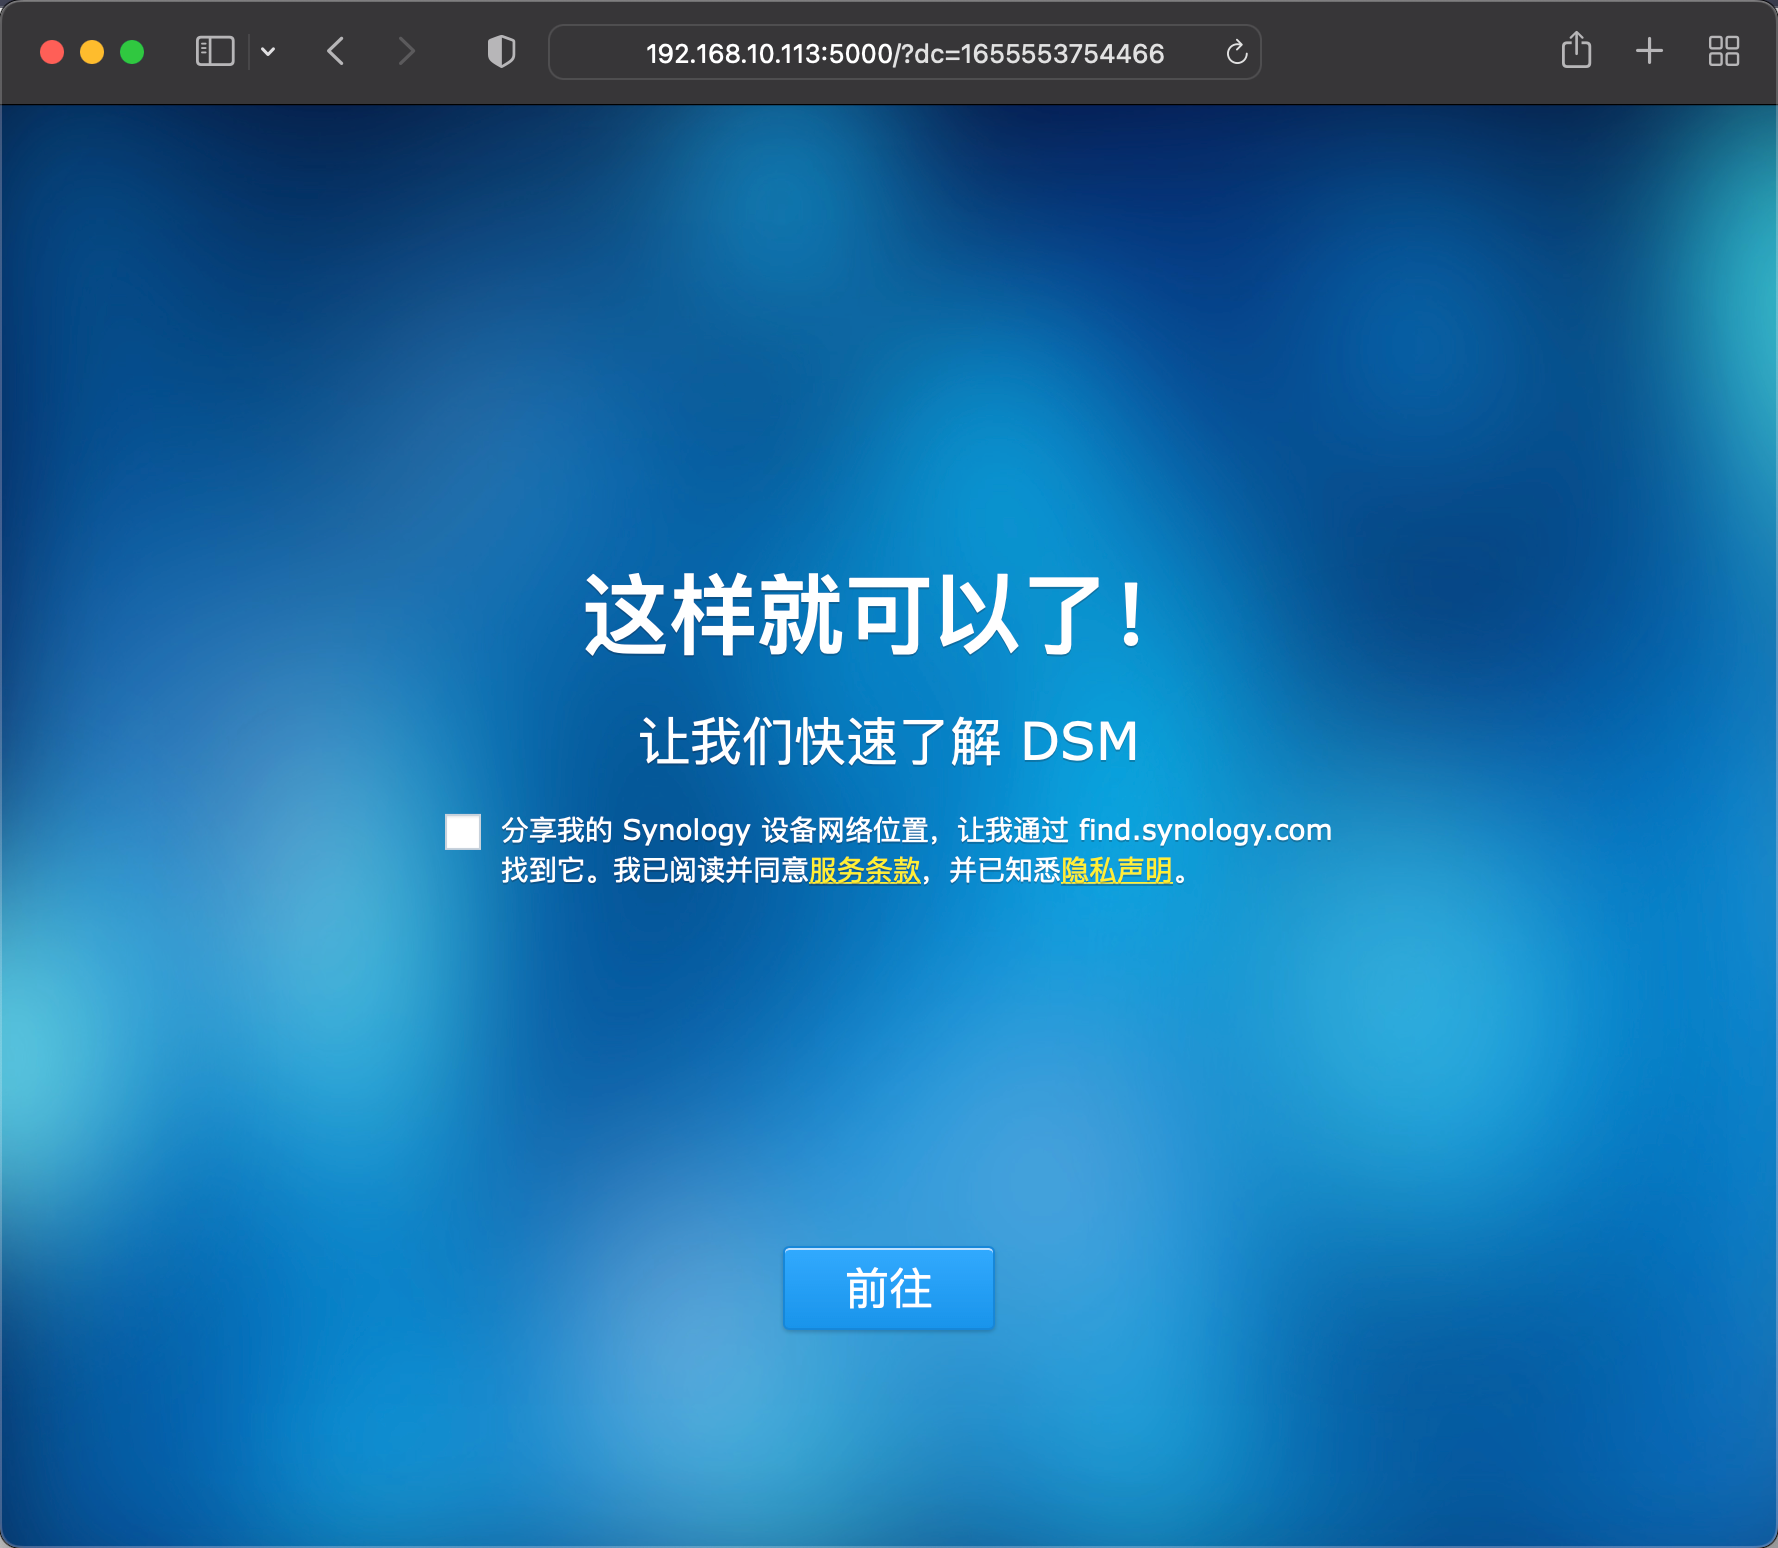 192.168.10.113:5000/?dc=1655553754466
这样就可以了！
让我们快速了解 DSM
分享我的 Synology 设备网络位置，让我通过 find.synology.com
找到它。我已阅读并同意服务条款，并已知悉隐私声明。
前往